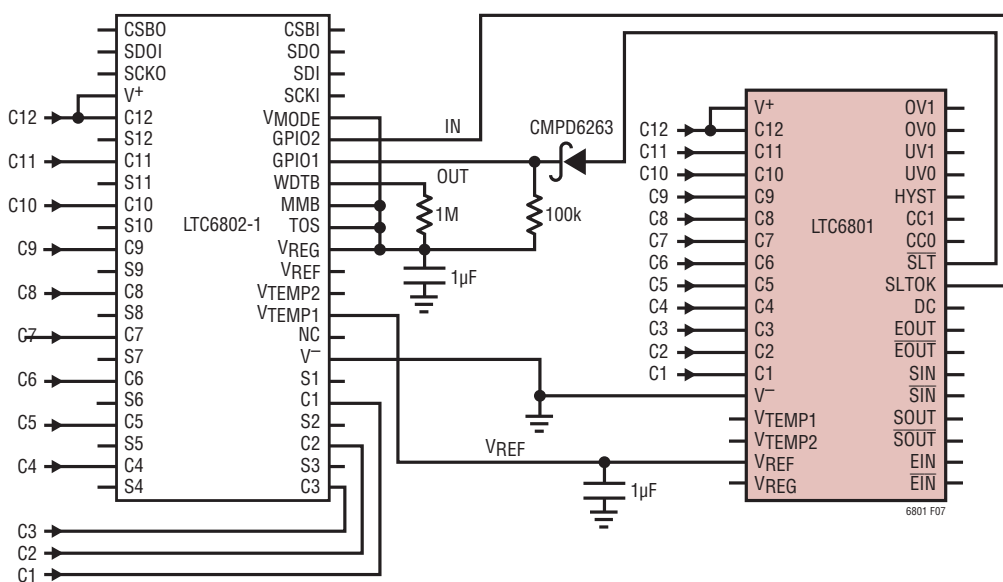 CSBO
SDOI
SCKO
V+
C12
S12
C11
S11
C10
S10
C9
S9
C8
S8
C7
S7
C6
S6
C5
S5
C4
S4
C12
C11
C10
C9
C8
C7
C6
C5
C4
C3
C2
C1
LTC6802-1
CSBI
SDO
SDI
SCKI
VMODE
GPIO2
GPIO1
WDTB
MMB
TOS
VREG
VREF
VTEMP2
VTEMP1
NC
V–
S1
C1
S2
C2
S3
C3
IN
OUT
1M
1µF
CMPD6263
100k
VREF
1µF
C12
C11
C10
C9
C8
C7
C6
C5
C4
C3
C2
C1
V+
C12
C11
C10
C9
C8
C7
C6
C5
C4
C3
C2
C1
V–
VTEMP1
VTEMP2
VREF
VREG
LTC6801
OV1
OV0
UV1
UV0
HYST
CC1
CC0
SLT
SLTOK
DC
EOUT
EOUT
SIN
SIN
SOUT
SOUT
EIN
EIN
6801 F07